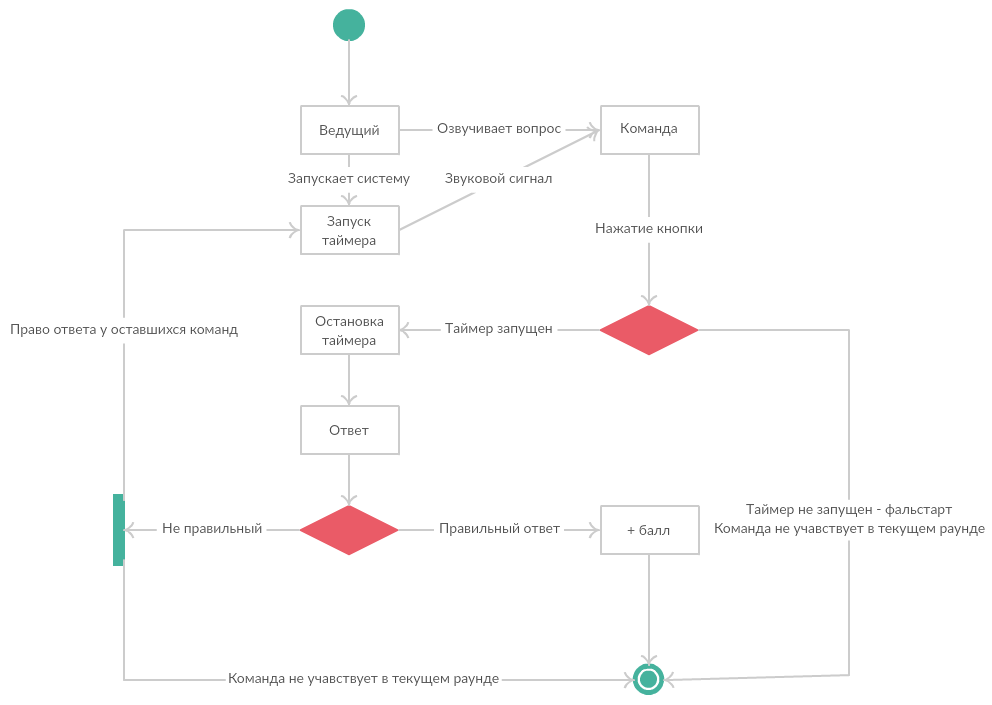 Ведущий
Озвучивает вопрос
Команда
Запускает систему
Звуковой сигнал
Запуск
таймера
Нажатие кнопки
Право ответа у оставшихся команд
Остановка
таймера
Таймер запущен
Ответ
Таймер не запущен - фальстарт
Команда не учавствует в текущем раунде
Не правильный
Правильный ответ
+ балл
Команда не учавствует в текущем раунде